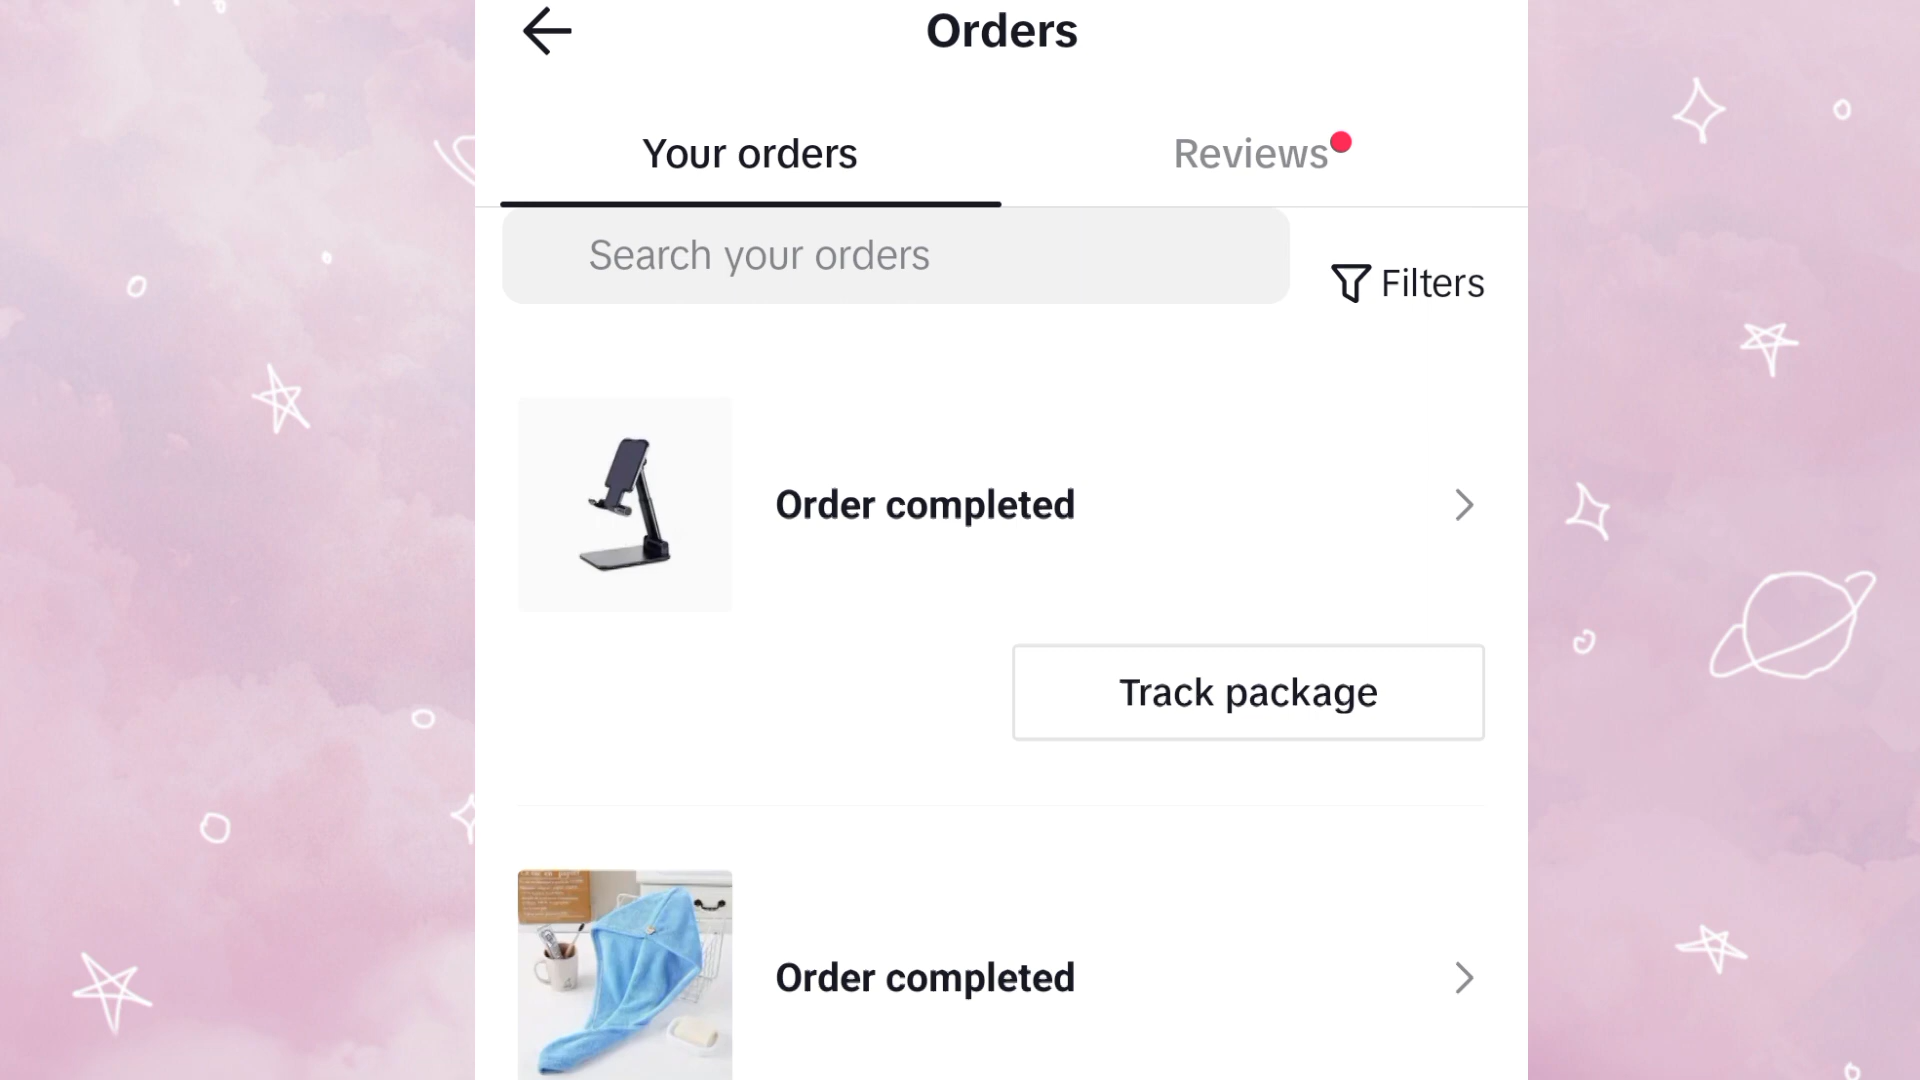 Orders
Your orders
Reviews
Search your orders
Filters
Order completed
Track package
Order completed